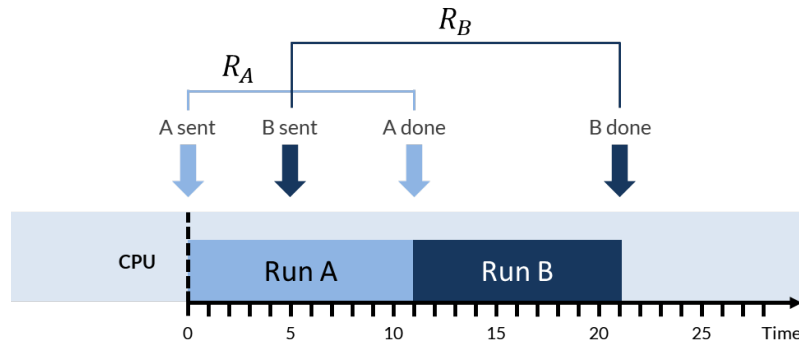 R_B
R_A
A sent
B sent
A done
B done
CPU
Run A
Run B
0 5 10 15 20 25 Time